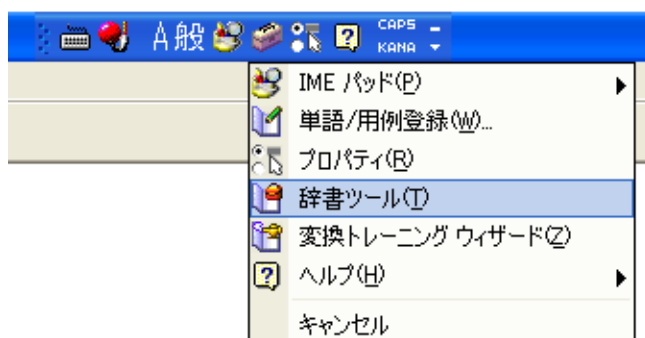 A般 CAPS
KANA
IME パッド(P)
単語/用例登録(W)...
プロパティ(R)
辞書ツール(T)
変換トレーニング ウィザード(Z)
ヘルプ(H)
キャンセル